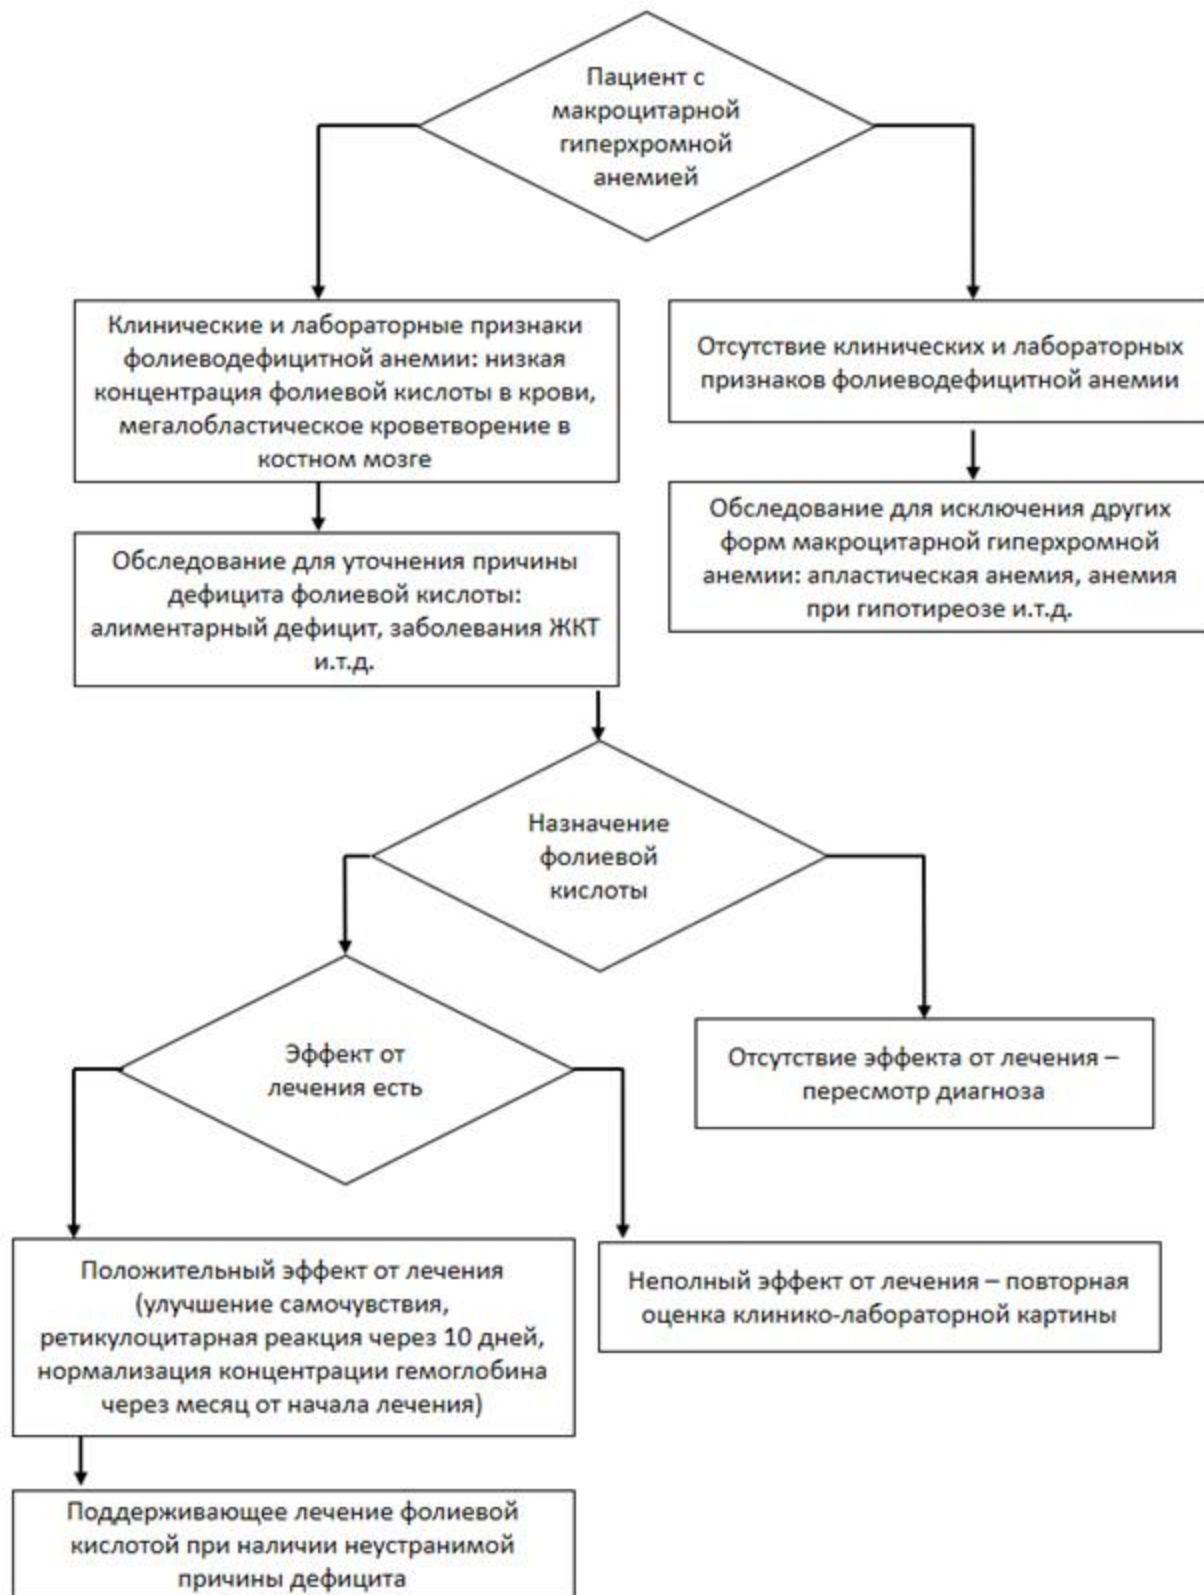 Пациент с
макроцитарной
гиперхромной
анемией
Клинические и лабораторные признаки
фолиеводефицитной анемии: низкая
концентрация фолиевой кислоты в крови,
мегалобластическое кроветворение в
костном мозге
Отсутствие клинических и лабораторных
признаков фолиеводефицитной анемии
Обследование для уточнения причины
дефицита фолиевой кислоты:
алиментарный дефицит, заболевания ЖКТ
и.т.д.
Обследование для исключения других
форм макроцитарной гиперхромной
анемии: апластическая анемия, анемия
при гипотиреозе и.т.д.
Назначение
фолиевой
кислоты
Эффект от
лечения есть
Отсутствие эффекта от лечения –
пересмотр диагноза
Положительный эффект от лечения
(улучшение самочувствия,
ретикулоцитарная реакция через 10 дней,
нормализация концентрации гемоглобина
через месяц от начала лечения)
Неполный эффект от лечения – повторная
оценка клинико-лабораторной картины
Поддерживающее лечение фолиевой
кислотой при наличии неустранимой
причины дефицита